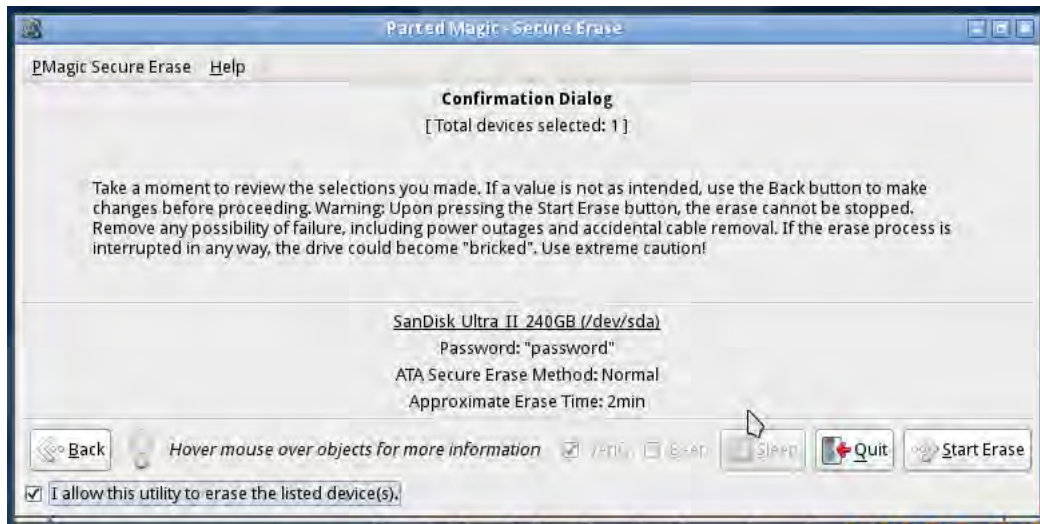 Parted Magic - Secure Erase
PMagic Secure Erase Help
Confirmation Dialog
[ Total devices selected: 1 ]
Take a moment to review the selections you made. If a value is not as intended, use the Back button to make
changes before proceeding. Warning: Upon pressing the Start Erase button, the erase cannot be stopped.
Remove any possibility of failure, including power outages and accidental cable removal. If the erase process is
interrupted in any way, the drive could become "bricked". Use extreme caution!
SanDisk Ultra II 240GB (/dev/sda)
Password: "password"
ATA Secure Erase Method: Normal
Approximate Erase Time: 2min
Back Hover mouse over objects for more information Verify Beep Sleep Quit Start Erase
I allow this utility to erase the listed device(s).